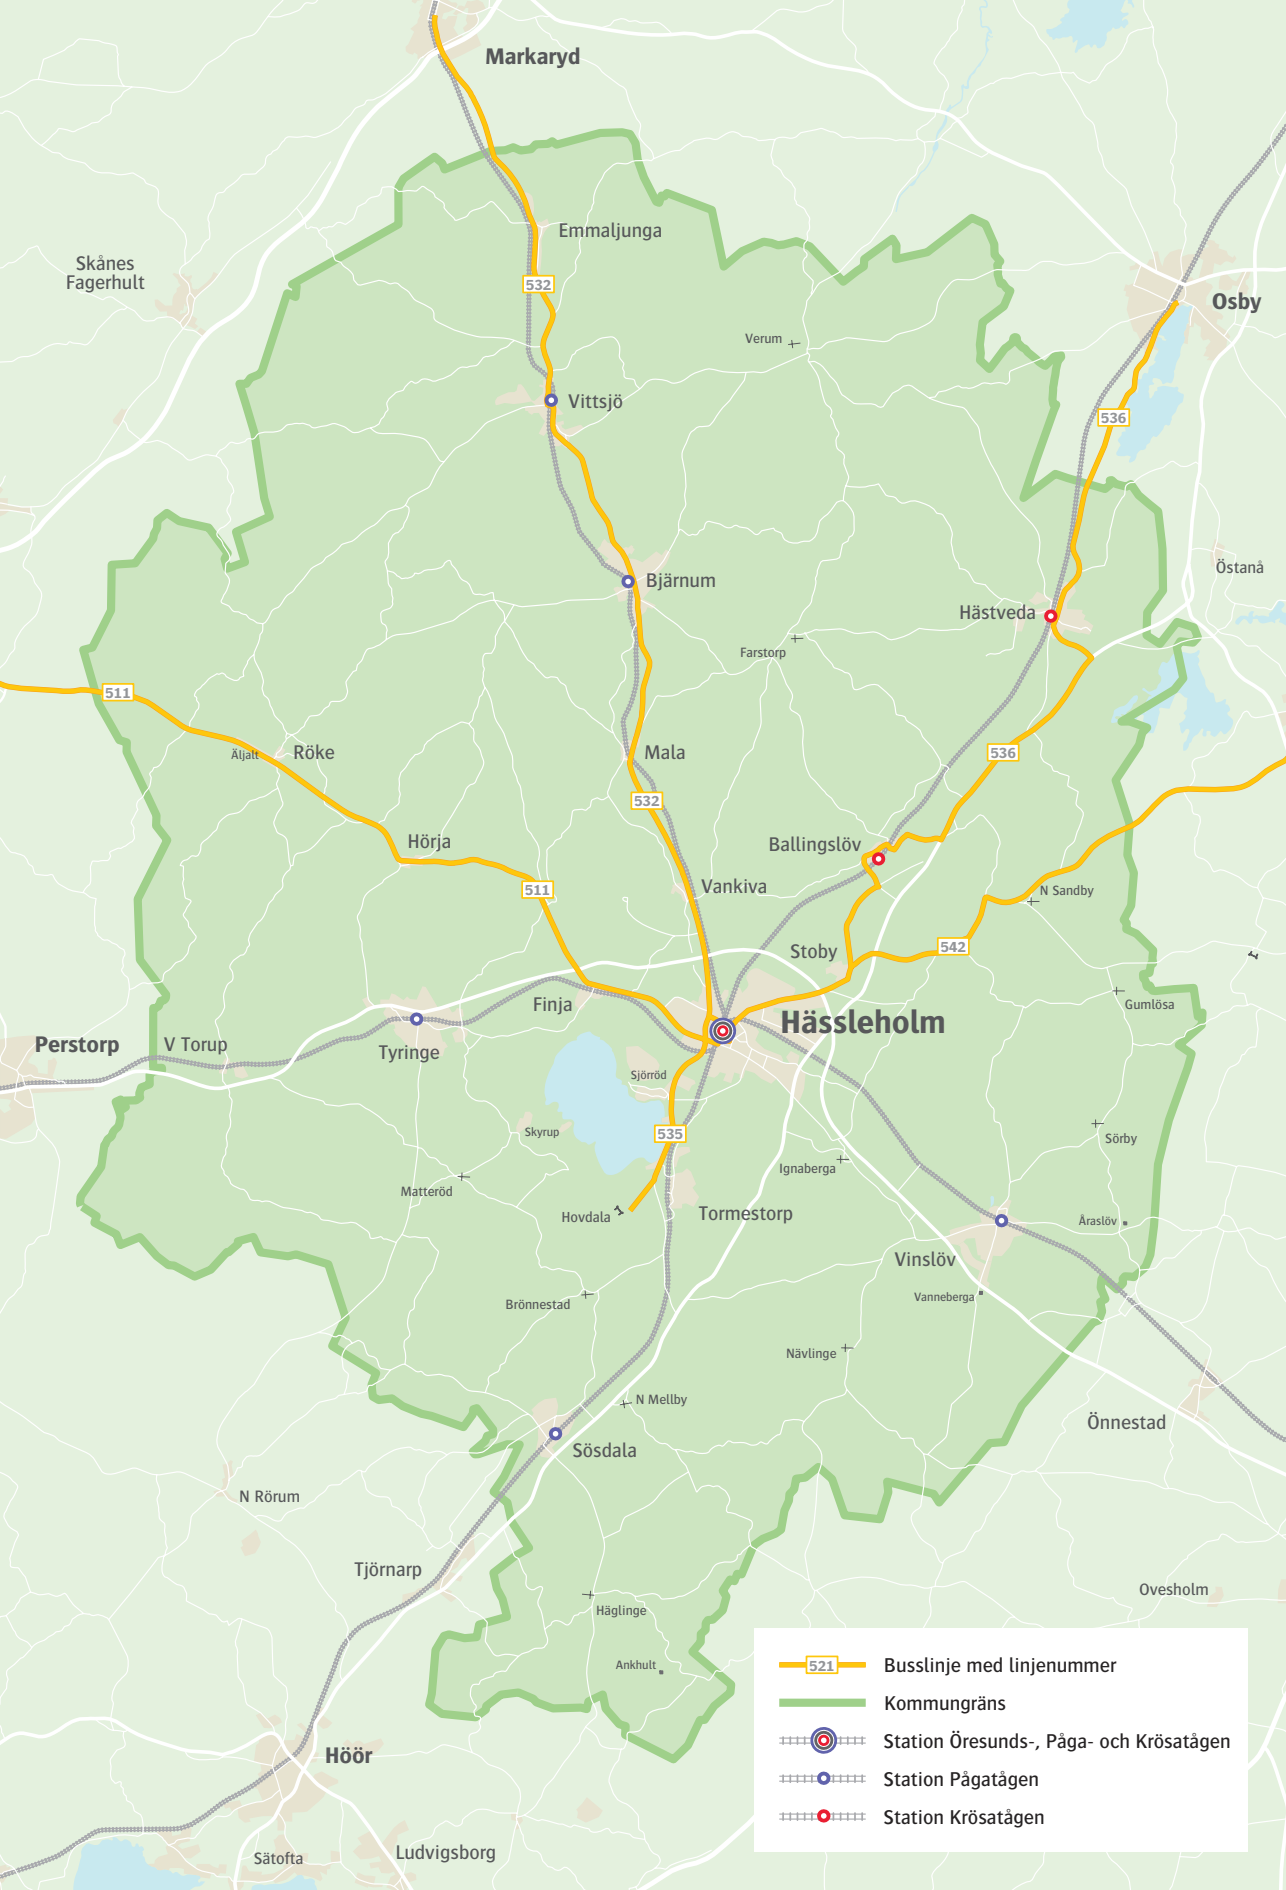 Markaryd
Emmaljunga
Skånes
Fagerhult
532
Osby
Verum
Vittsjö
536
Östanå
Bjärnum
Hästveda
Farstorp
511
Äljalt
Röke
Mala
536
532
Hörja
Ballingslöv
511
Vankiva
N Sandby
Stoby
542
Finja
Gumlösa
Hässleholm
Perstorp
V Torup
Tyringe
Sjörröd
Skyrup
535
Sörby
Ignaberga
Matteröd
Hovdala
Tormestorp
Åraslöv
Vinslöv
Vanneberga
Brönnestad
Nävlinge
N Mellby
Önnestad
Sösdala
N Rörum
Tjörnarp
Ovesholm
Häglinge
Ankhult
Höör
Sätofta
Ludvigsborg
521 Busslinje med linjenummer
Kommungräns
Station Öresunds-, Påga- och Krösatågen
Station Pågatågen
Station Krösatågen